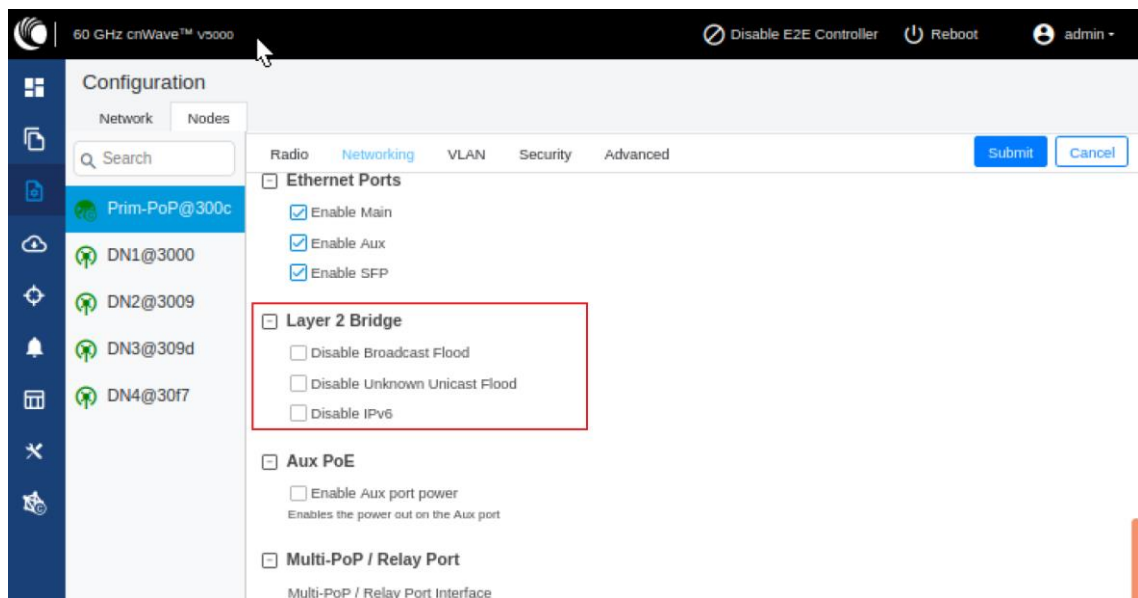 60 GHz cnWave™ V5000
Disable E2E Controller
Reboot
admin
Configuration
Network Nodes
Search
Radio Networking VLAN Security Advanced
Submit Cancel
Prim-PoP@300c
DN1@3000
DN2@3009
DN3@309d
DN4@30f7
Ethernet Ports
Enable Main
Enable Aux
Enable SFP
Layer 2 Bridge
Disable Broadcast Flood
Disable Unknown Unicast Flood
Disable IPv6
Aux PoE
Enable Aux port power
Enables the power out on the Aux port
Multi-PoP / Relay Port
Multi-PoP / Relay Port Interface